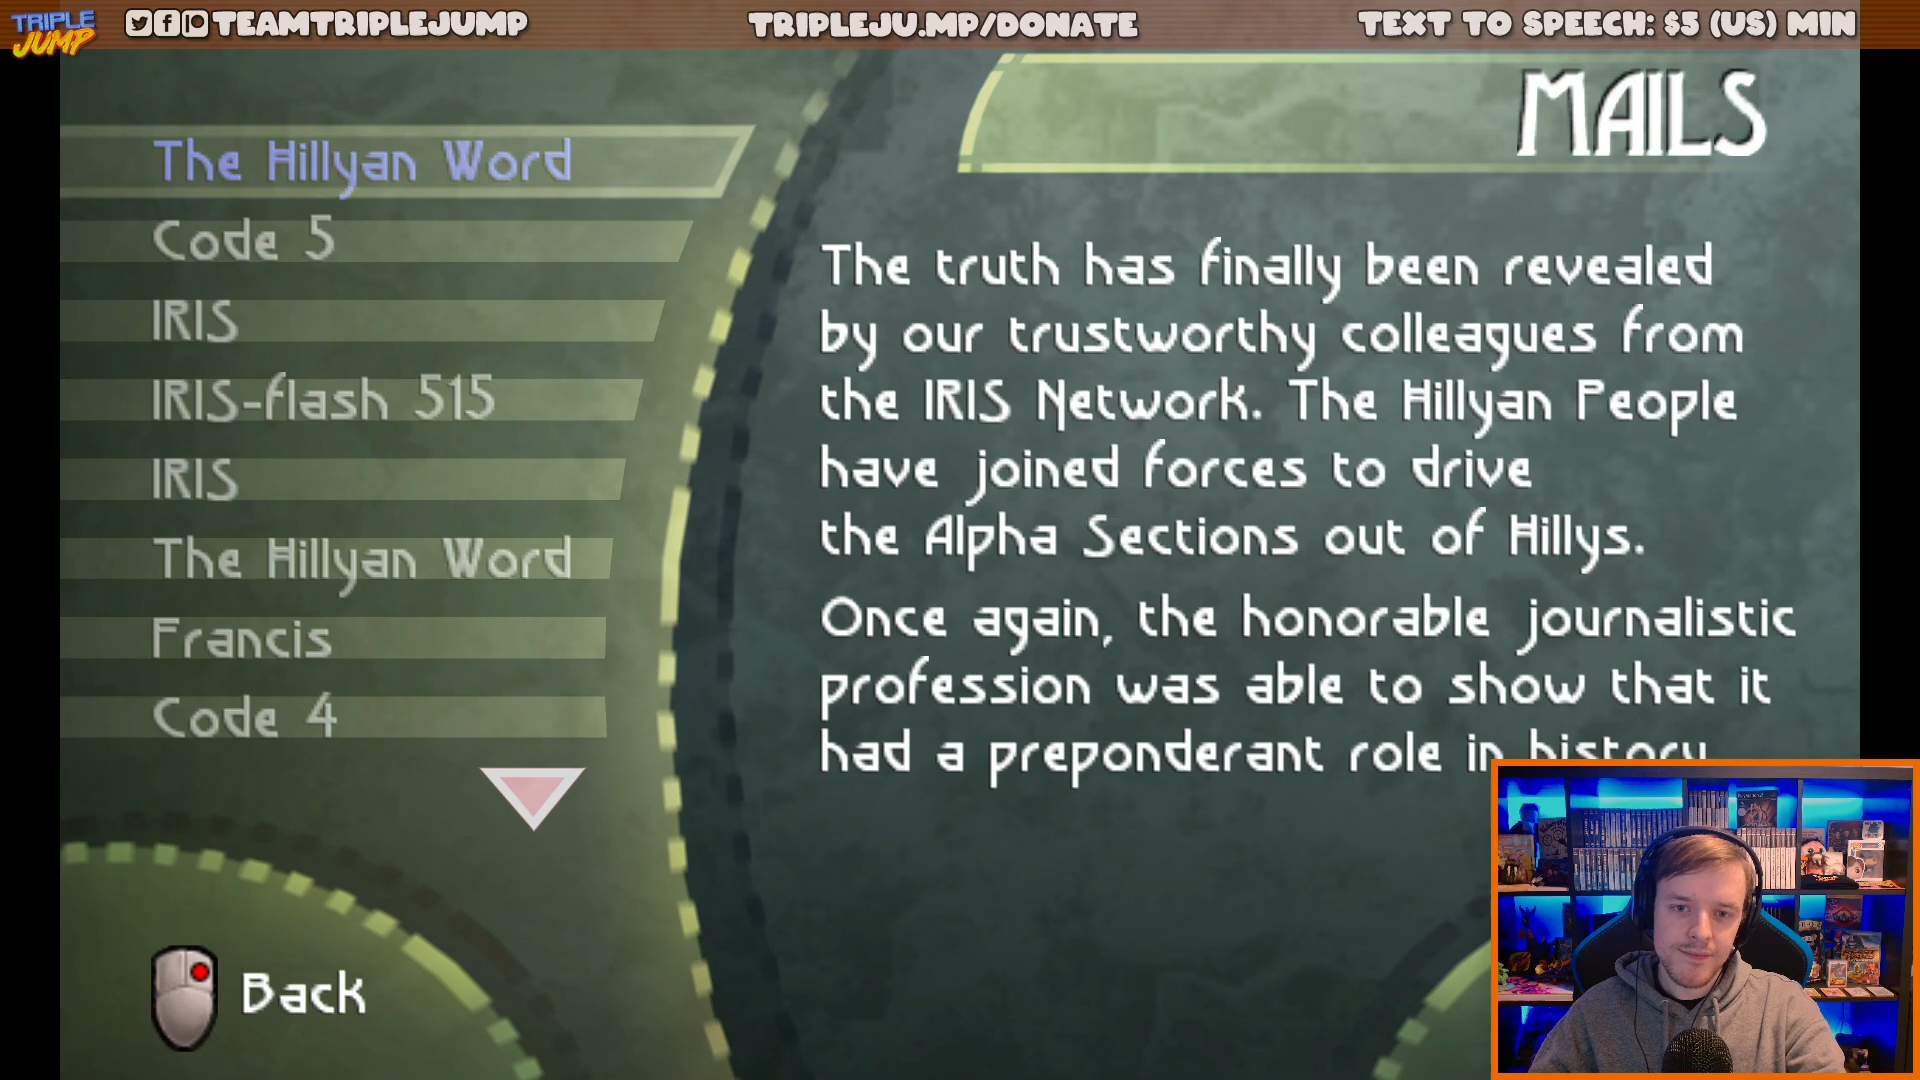 TRIPLE
JUMP
TEAMTRIPLEJUMP
TRIPLEJU.MP/DONATE
TEXT TO SPEECH: $5 (US) MIN
MAILS
The Hillyan Word
Code 5
IRIS
IRIS-flash 515
IRIS
The Hillyan Word
Francis
Code 4
Back
The truth has finally been revealed
by our trustworthy colleagues from
the IRIS Network. The Hillyan People
have joined forces to drive
the Alpha Sections out of Hillys.
Once again, the honorable journalistic
profession was able to show that it
had a preponderant role in history